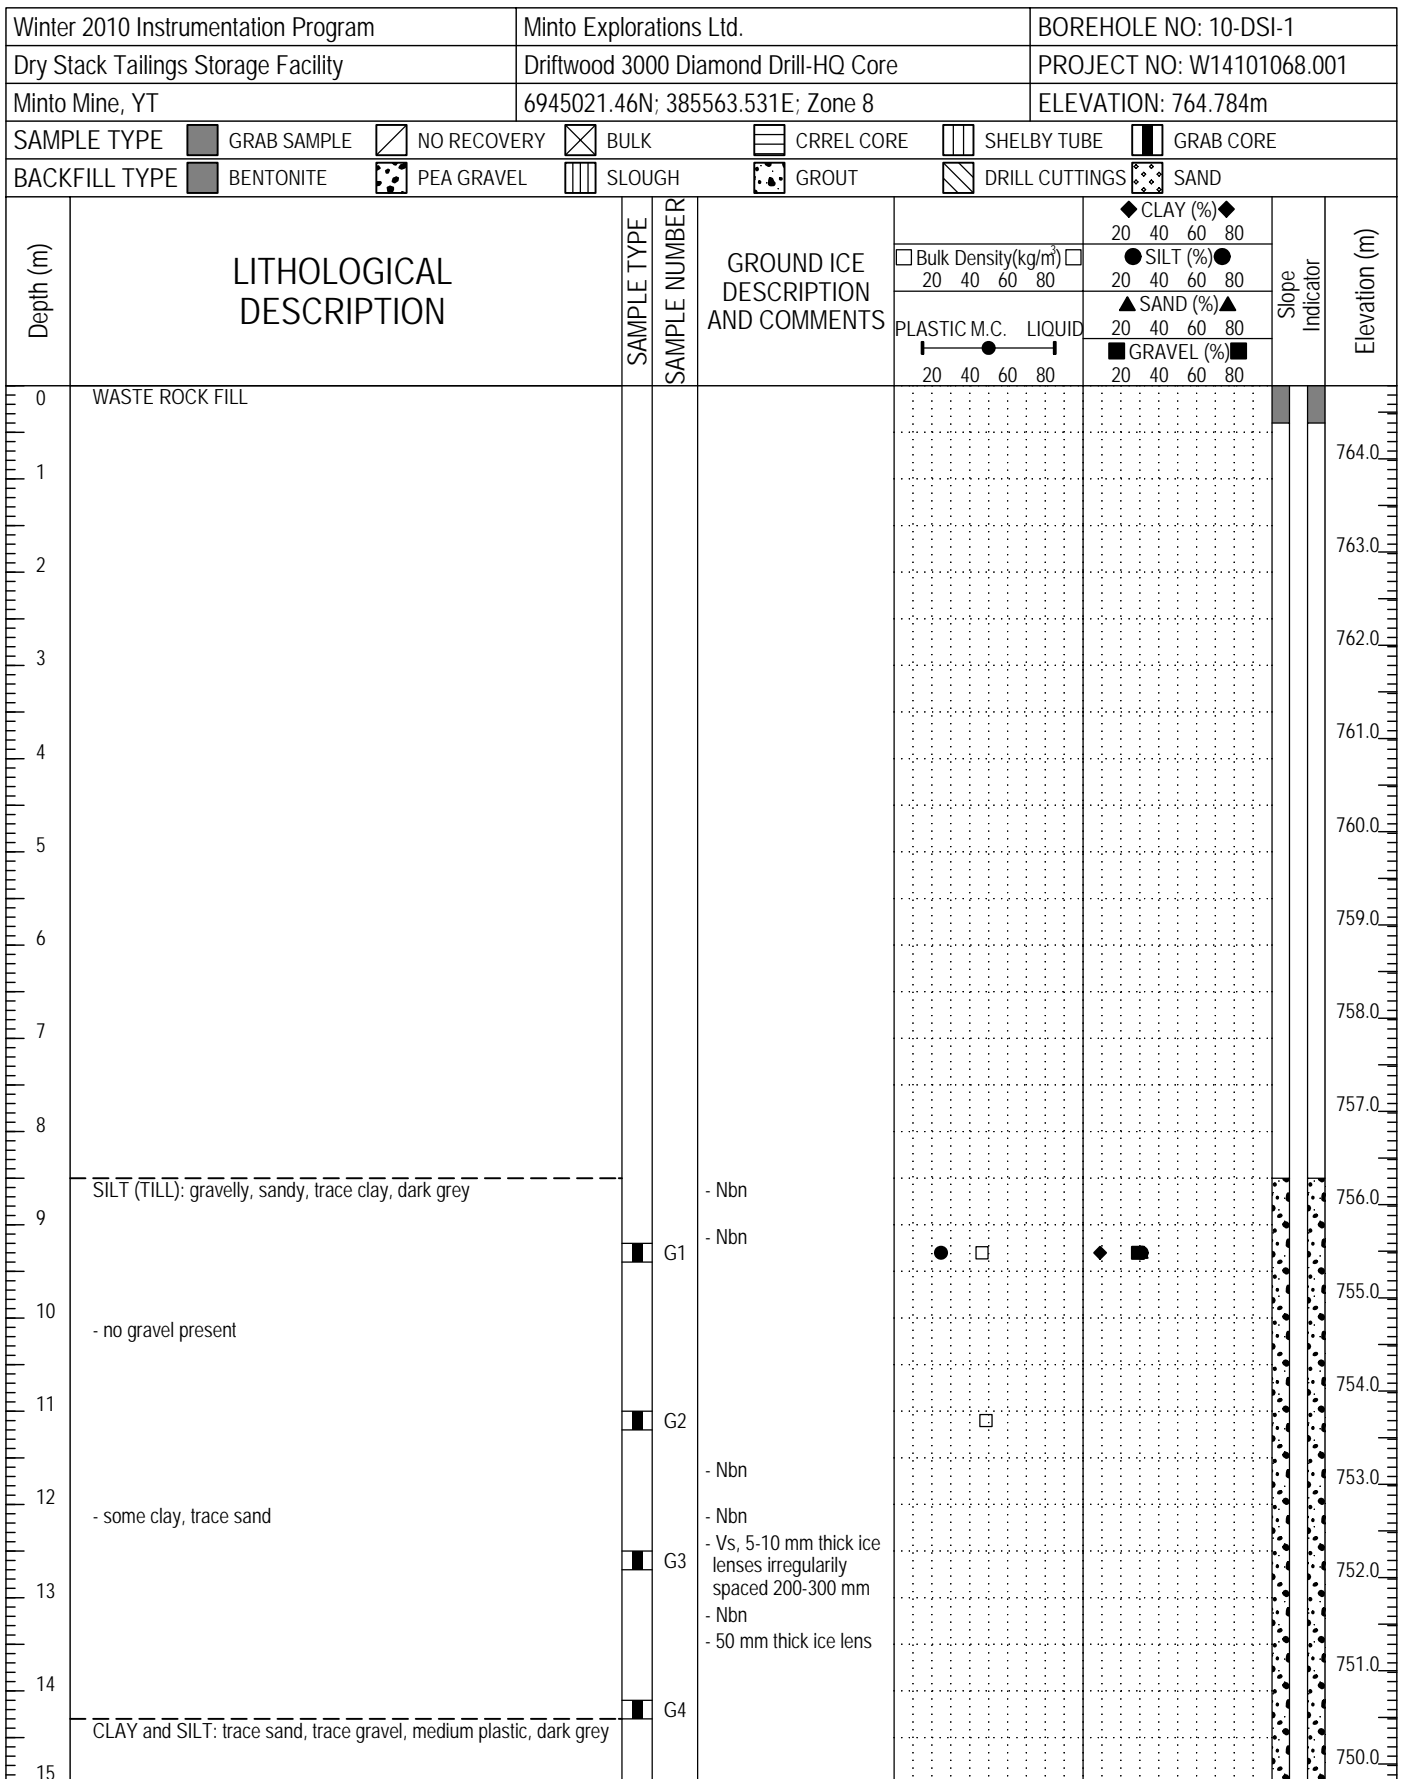 Winter 2010 Instrumentation Program Minto Explorations Ltd. BOREHOLE NO: 10-DSI-1
Dry Stack Tailings Storage Facility Driftwood 3000 Diamond Drill-HQ Core PROJECT NO: W14101068.001
Minto Mine, YT 6945021.46N; 385563.531E; Zone 8 ELEVATION: 764.784m
SAMPLE TYPE GRAB SAMPLE NO RECOVERY BULK CRREL CORE SHELBY TUBE GRAB CORE
BACKFILL TYPE BENTONITE PEA GRAVEL SLOUGH GROUT DRILL CUTTINGS SAND
Depth (m)
LITHOLOGICAL
DESCRIPTION
SAMPLE TYPE
SAMPLE NUMBER
GROUND ICE
DESCRIPTION
AND COMMENTS
Bulk Density(kg/m³)
20 40 60 80
PLASTIC M.C. LIQUID
20 40 60 80
CLAY (%)
20 40 60 80
SILT (%)
20 40 60 80
SAND (%)
20 40 60 80
GRAVEL (%)
20 40 60 80
Slope
Indicator
Elevation (m)
0 WASTE ROCK FILL
764.0
1
763.0
2
762.0
3
761.0
4
760.0
5
759.0
6
758.0
7
757.0
8
SILT (TILL): gravelly, sandy, trace clay, dark grey - Nbn
756.0
9
- Nbn
G1
755.0
10
- no gravel present
754.0
11
G2
- Nbn
753.0
12
- some clay, trace sand - Nbn
- Vs, 5-10 mm thick ice
G3 lenses irregularily
spaced 200-300 mm
752.0
13
- Nbn
- 50 mm thick ice lens
751.0
14
G4
CLAY and SILT: trace sand, trace gravel, medium plastic, dark grey
750.0
15